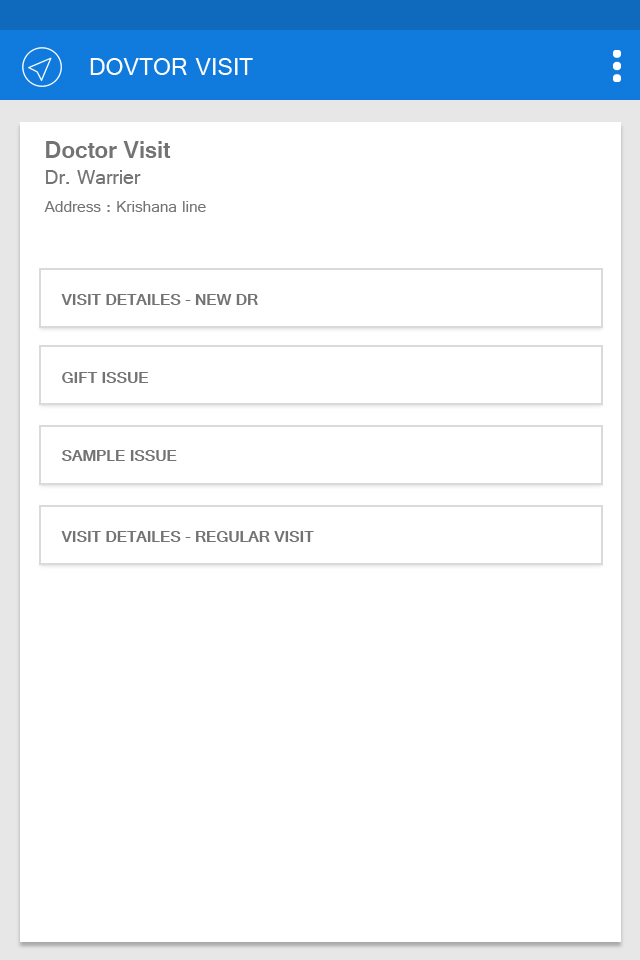 DOVTOR VISIT
Doctor Visit
Dr. Warrier
Address : Krishana line
VISIT DETAILES - NEW DR
GIFT ISSUE
SAMPLE ISSUE
VISIT DETAILES - REGULAR VISIT